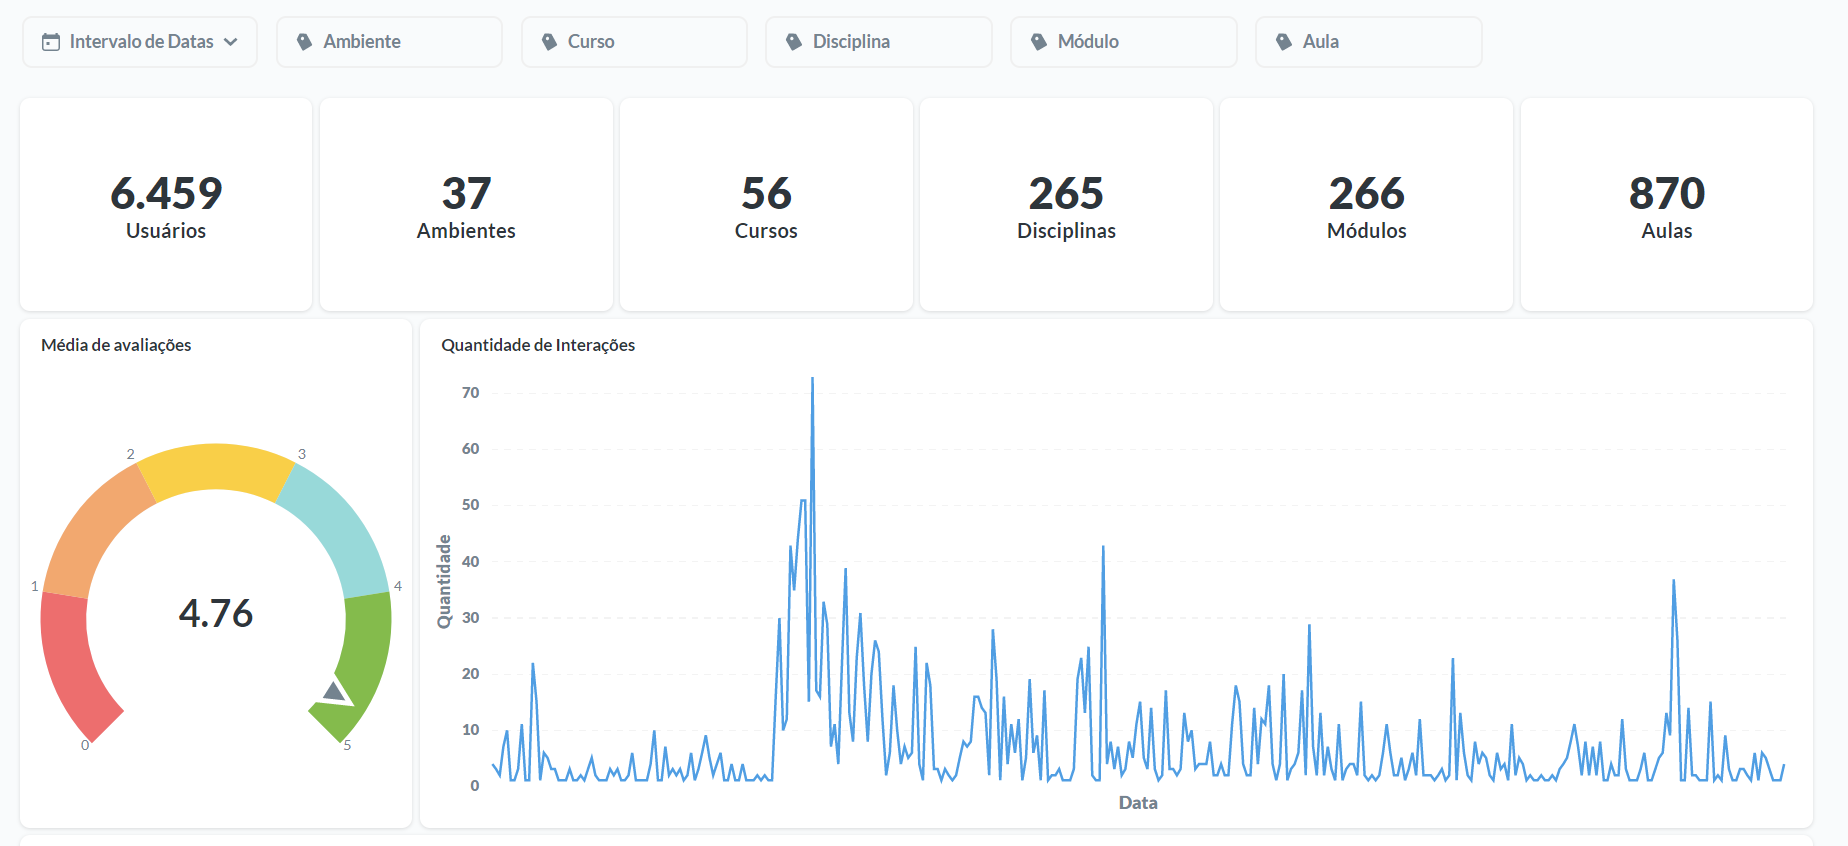 Intervalo de Datas
Ambiente
Curso
Disciplina
Módulo
Aula
6.459
Usuários
37
Ambientes
56
Cursos
265
Disciplinas
266
Módulos
870
Aulas
Média de avaliações
0
1
2
3
4
5
4.76
Quantidade de Interações
Quantidade
70
60
50
40
30
20
10
0
Data